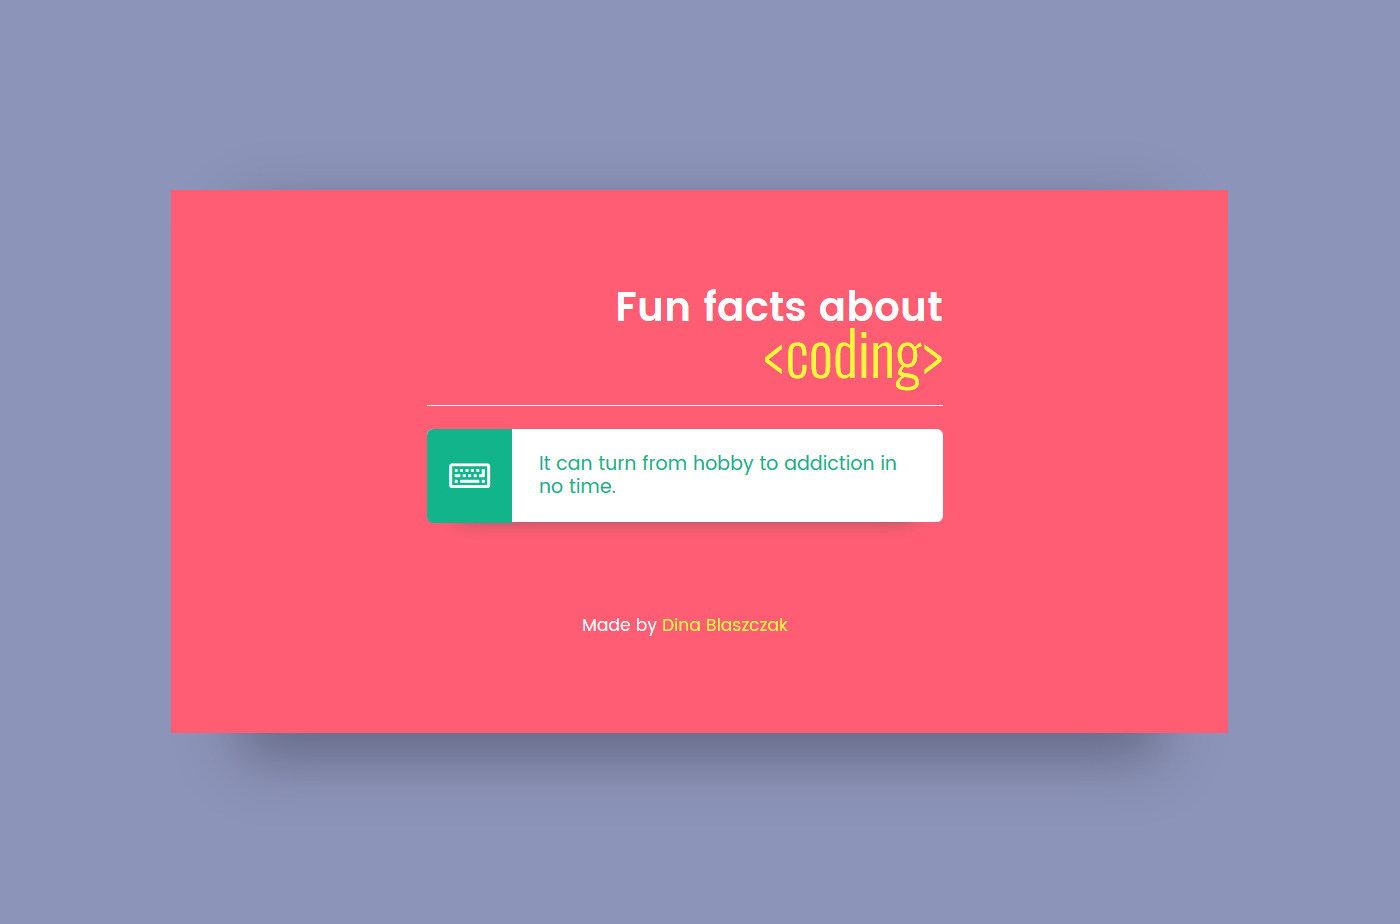 Fun facts about
<coding>
It can turn from hobby to addiction in
no time.
Made by Dina Blaszczak